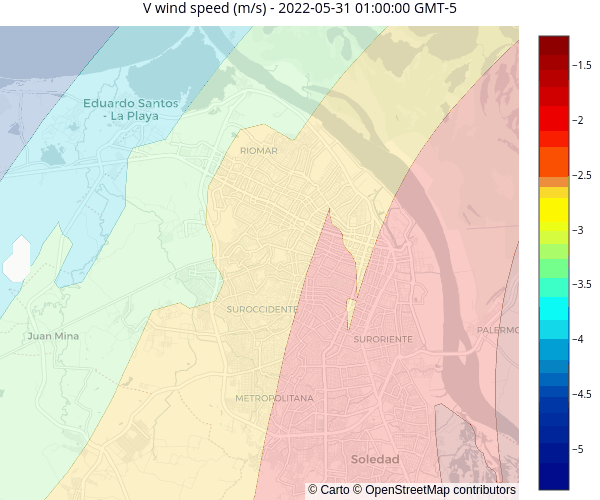 V wind speed (m/s) - 2022-05-31 01:00:00 GMT-5
Eduardo Santos
- La Playa
RIOMAR
SUROCCIDENTE
Juan Mina
SURORIENTE
PALERMO
METROPOLITANA
Soledad
© Carto © OpenStreetMap contributors
−1.5
−2
−2.5
−3
−3.5
−4
−4.5
−5